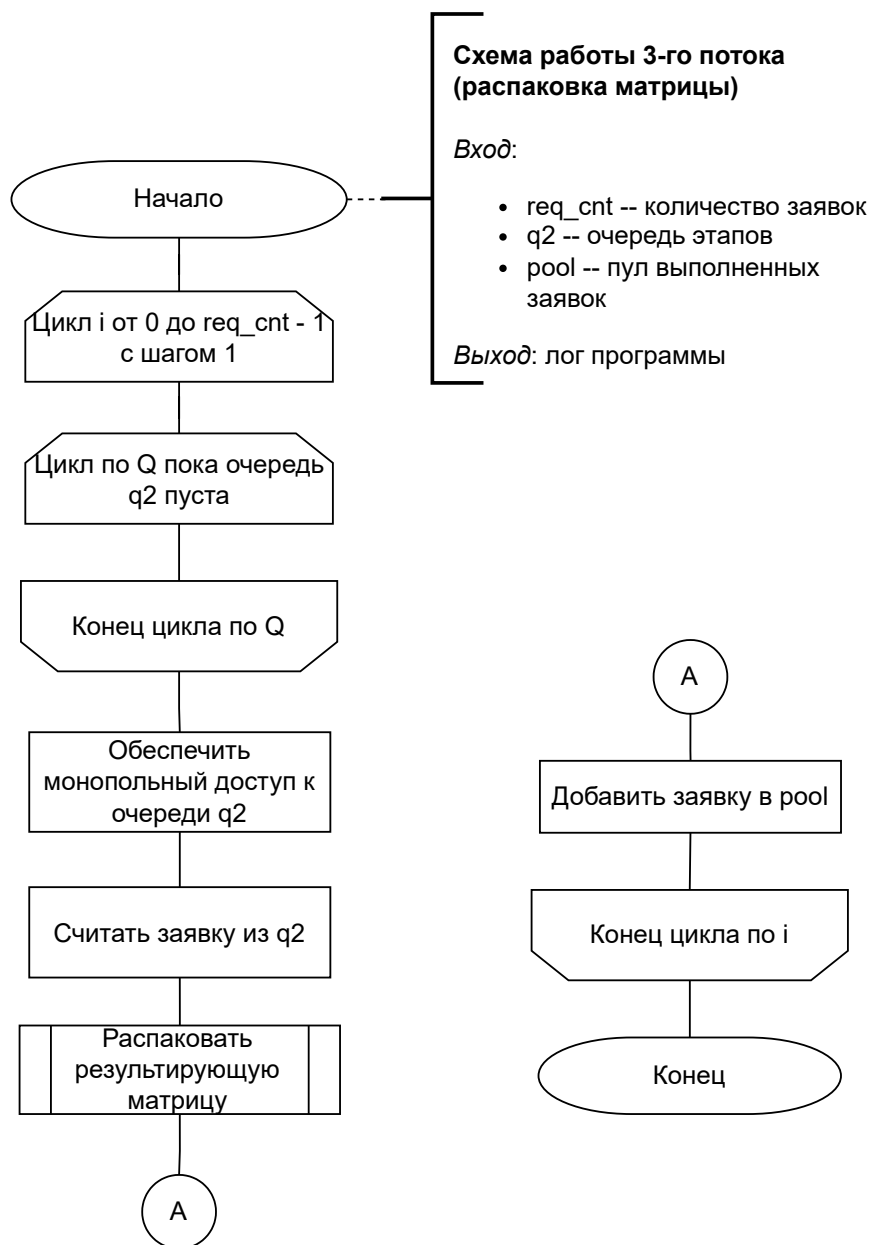 Схема работы 3-го потока
(распаковка матрицы)
Вход:
• req_cnt -- количество заявок
• q2 -- очередь этапов
• pool -- пул выполненных
заявок
Выход: лог программы
Начало
Цикл i от 0 до req_cnt - 1
с шагом 1
Цикл по Q пока очередь
q2 пуста
Конец цикла по Q
Обеспечить
монопольный доступ к
очереди q2
Считать заявку из q2
Распаковать
результирующую
матрицу
А
А
Добавить заявку в pool
Конец цикла по i
Конец